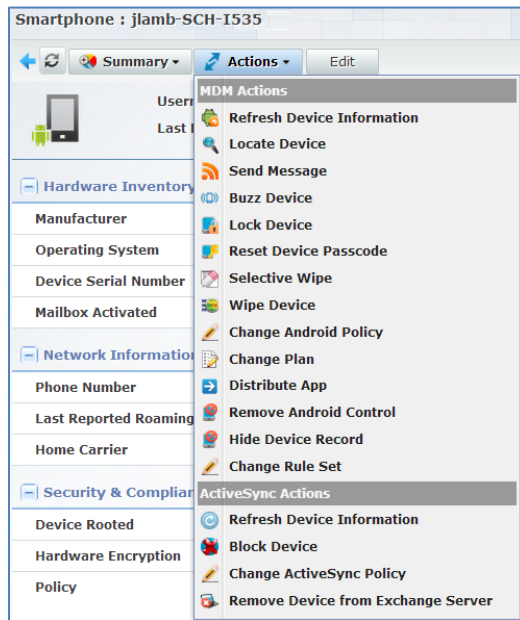 Smartphone : jlamb-SCH-I535
Summary
Actions
Edit
MDM Actions
Refresh Device Information
Locate Device
Send Message
Buzz Device
Lock Device
Reset Device Passcode
Selective Wipe
Wipe Device
Change Android Policy
Change Plan
Distribute App
Remove Android Control
Hide Device Record
Change Rule Set
ActiveSync Actions
Refresh Device Information
Block Device
Change ActiveSync Policy
Remove Device from Exchange Server
Usern
Last
Hardware Inventory
Manufacturer
Operating System
Device Serial Number
Mailbox Activated
Network Information
Phone Number
Last Reported Roaming
Home Carrier
Security & Complian
Device Rooted
Hardware Encryption
Policy